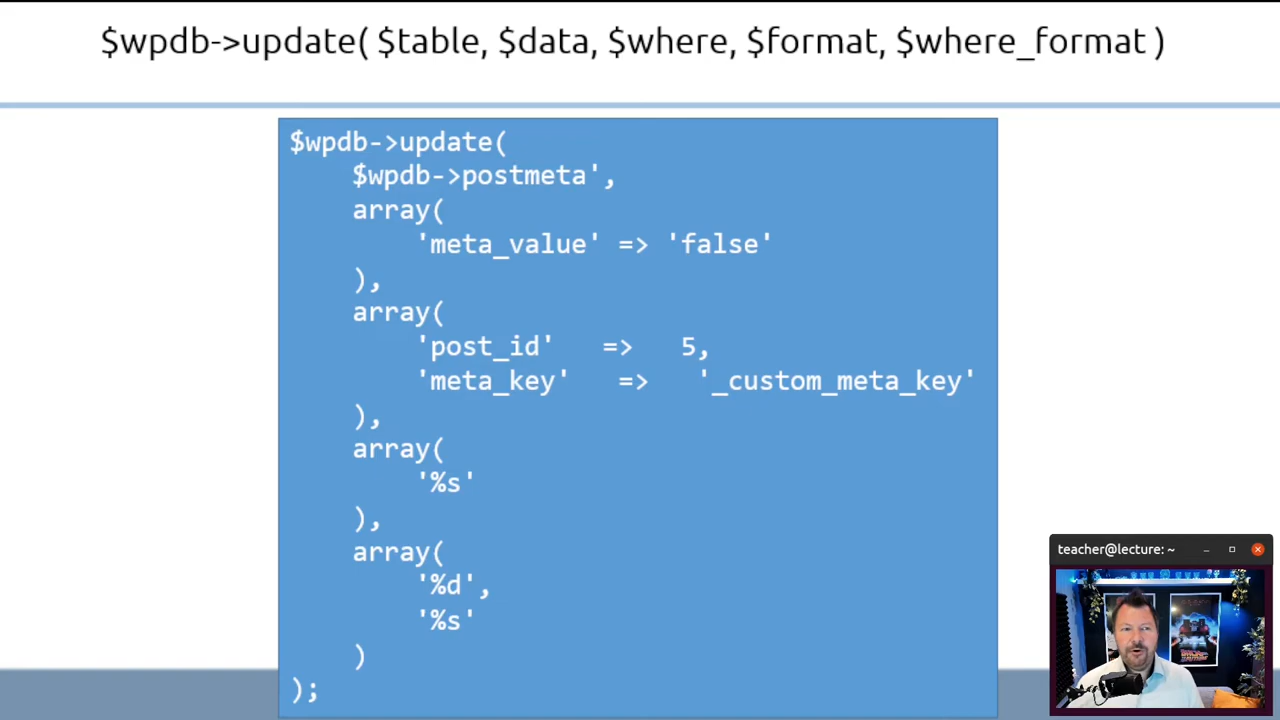 $wpdb->update( $table, $data, $where, $format, $where_format )
$wpdb->update(
$wpdb->postmeta',
array(
'meta_value' => 'false'
),
array(
'post_id' => 5,
'meta_key' => '_custom_meta_key'
),
array(
'%s'
),
array(
'%d',
'%s'
)
);
teacher@lecture: ~